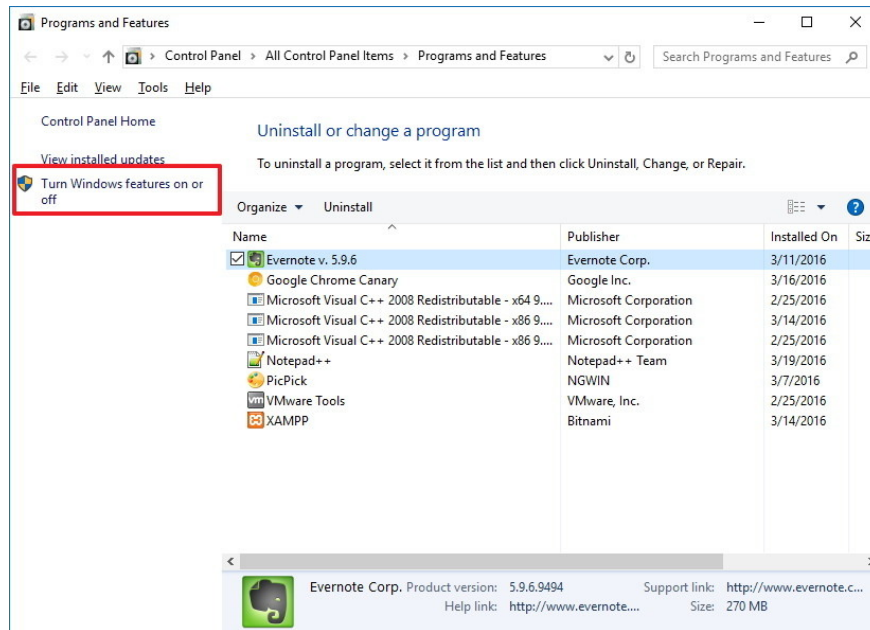 Programs and Features
Control Panel > All Control Panel Items > Programs and Features
Search Programs and Features
File Edit View Tools Help
Control Panel Home
View installed updates
Turn Windows features on or
off
Uninstall or change a program
To uninstall a program, select it from the list and then click Uninstall, Change, or Repair.
Organize Uninstall
Name Publisher Installed On Siz
Evernote v. 5.9.6 Evernote Corp. 3/11/2016
Google Chrome Canary Google Inc. 3/16/2016
Microsoft Visual C++ 2008 Redistributable - x64 9.... Microsoft Corporation 2/25/2016
Microsoft Visual C++ 2008 Redistributable - x86 9.... Microsoft Corporation 3/14/2016
Microsoft Visual C++ 2008 Redistributable - x86 9.... Microsoft Corporation 2/25/2016
Notepad++ Notepad++ Team 3/19/2016
PicPick NGWIN 3/7/2016
VMware Tools VMware, Inc. 2/25/2016
XAMPP Bitnami 3/14/2016
Evernote Corp. Product version: 5.9.6.9494 Support link: http://www.evernote.c...
Help link: http://www.evernote.... Size: 270 MB